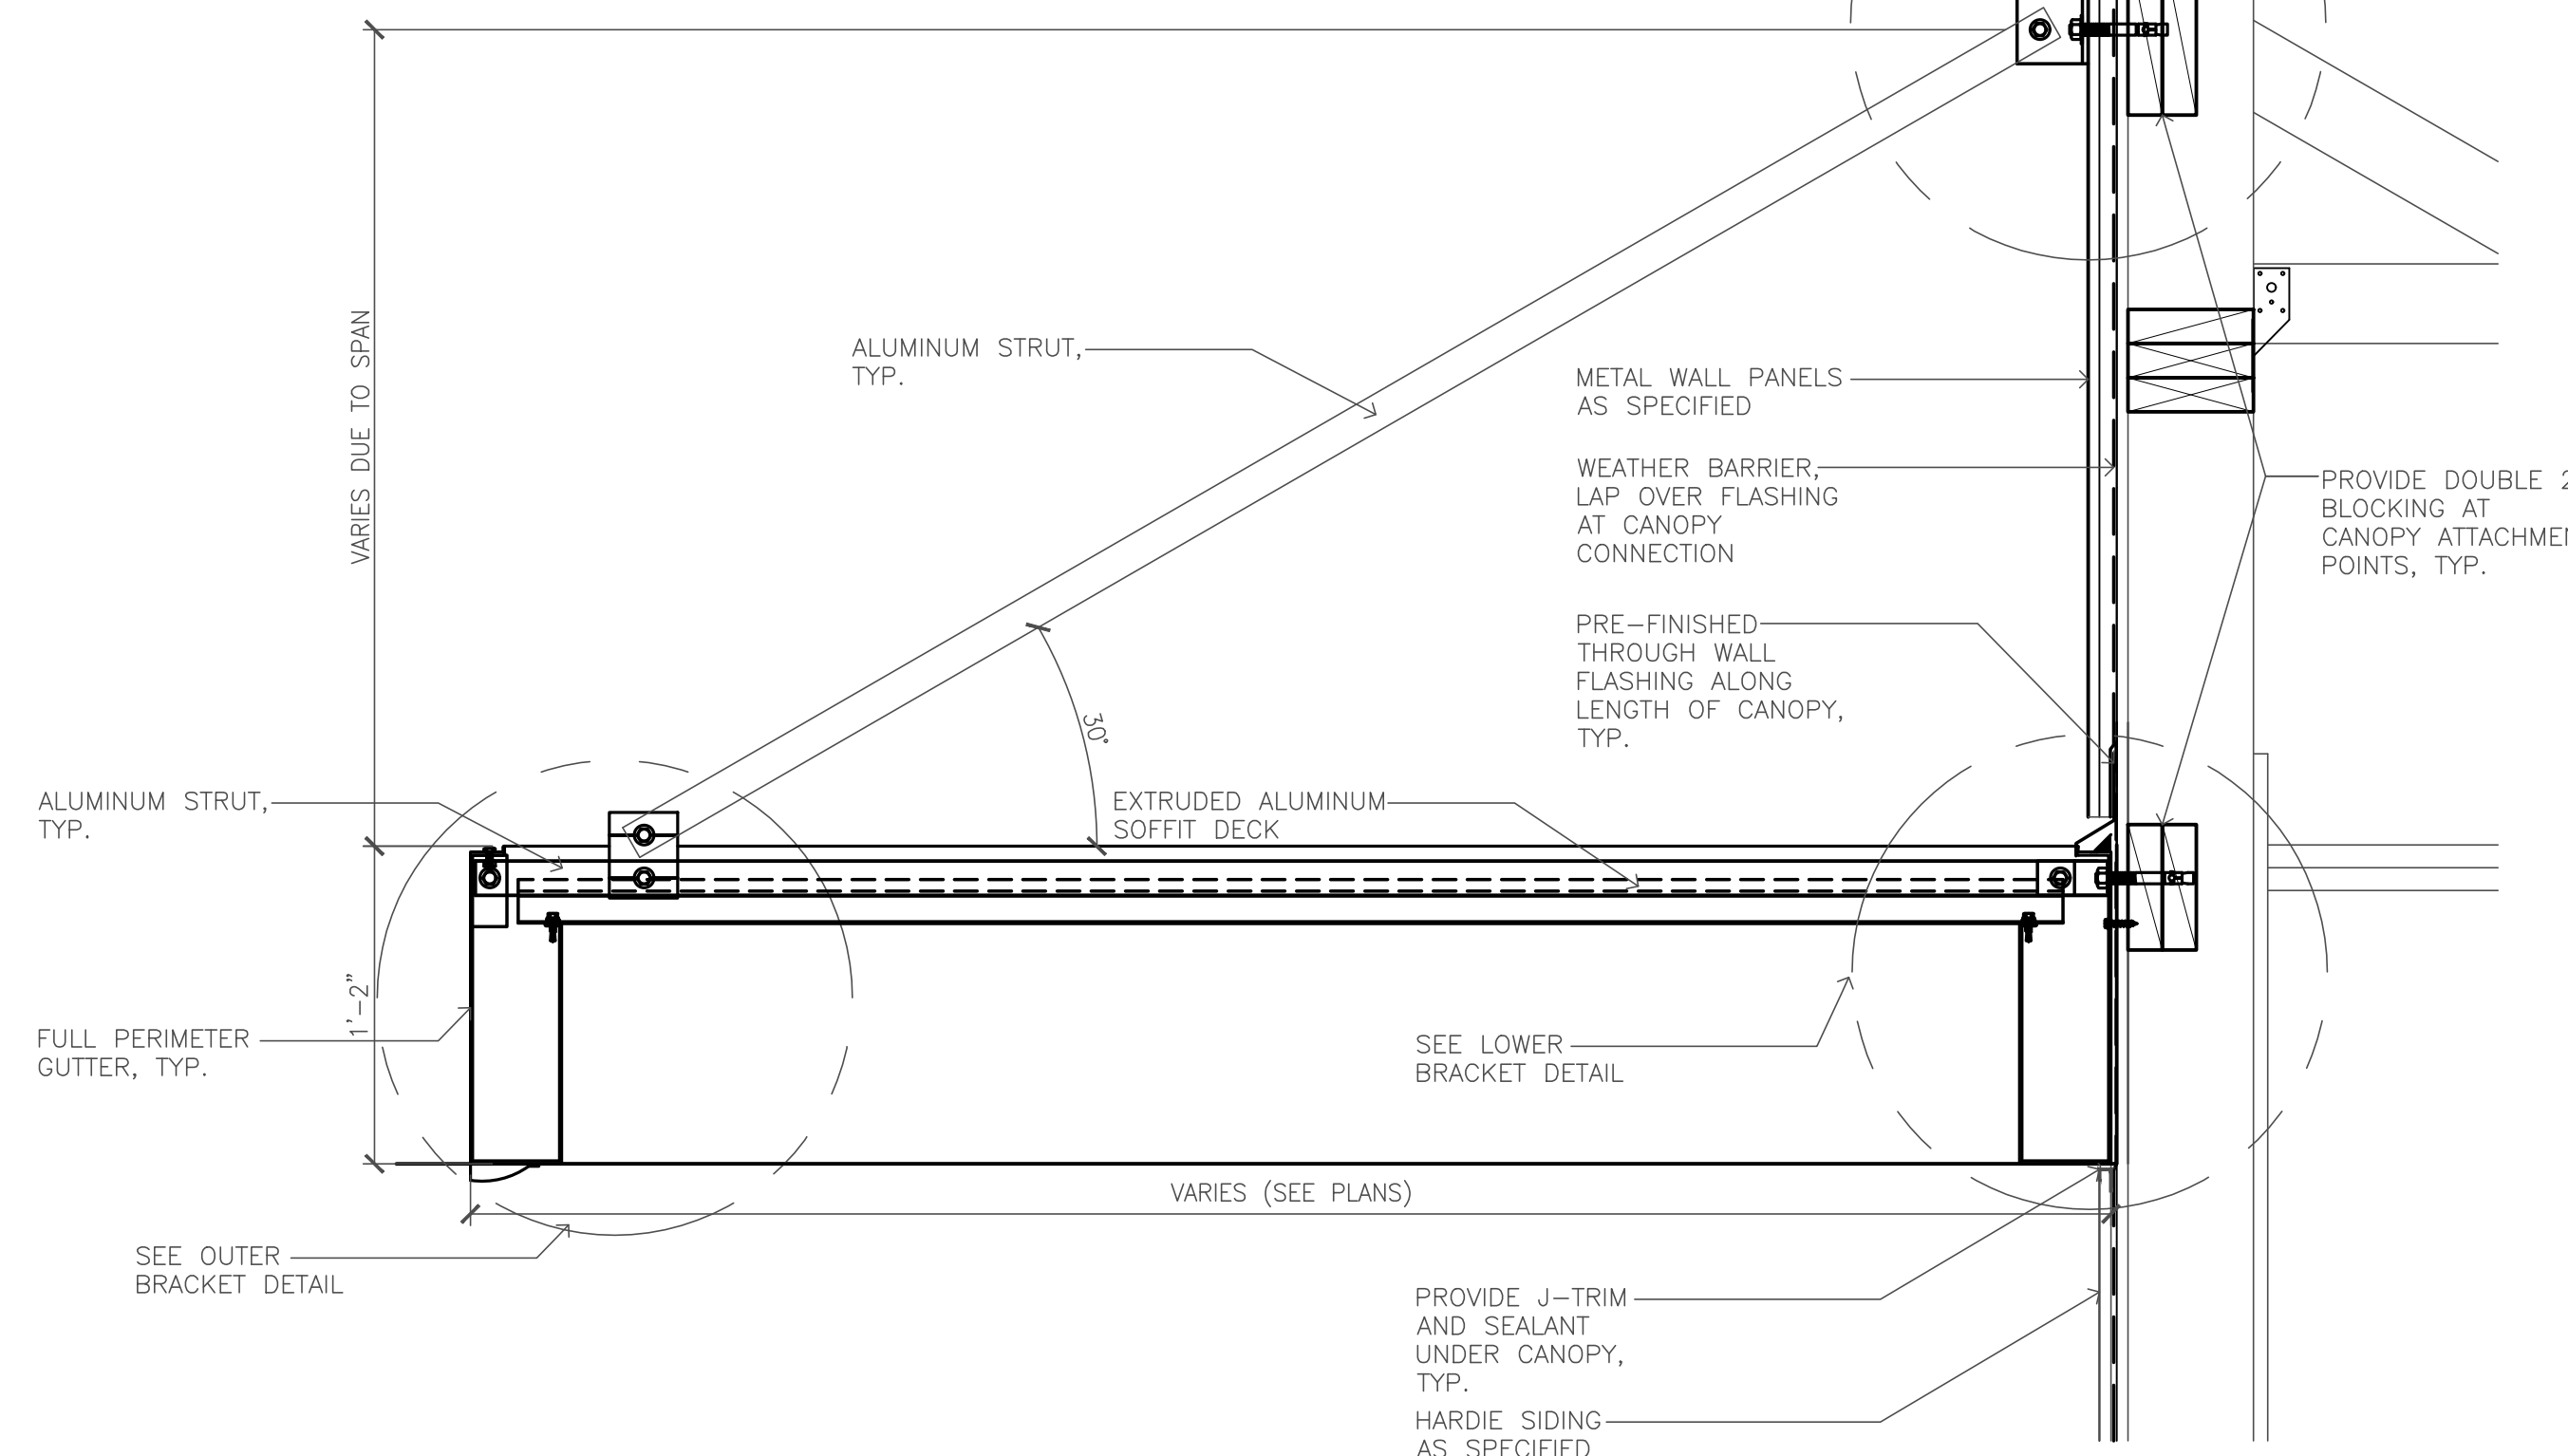 VARIES DUE TO SPAN
ALUMINUM STRUT,
TYP.
METAL WALL PANELS
AS SPECIFIED
WEATHER BARRIER,
LAP OVER FLASHING
AT CANOPY
CONNECTION
PROVIDE DOUBLE 2
BLOCKING AT
CANOPY ATTACHME
POINTS, TYP.
PRE-FINISHED
THROUGH WALL
FLASHING ALONG
LENGTH OF CANOPY,
TYP.
30°
ALUMINUM STRUT,
TYP.
EXTRUDED ALUMINUM
SOFFIT DECK
1'-2"
FULL PERIMETER
GUTTER, TYP.
SEE LOWER
BRACKET DETAIL
VARIES (SEE PLANS)
SEE OUTER
BRACKET DETAIL
PROVIDE J-TRIM
AND SEALANT
UNDER CANOPY,
TYP.
HARDIE SIDING
AS SPECIFIED